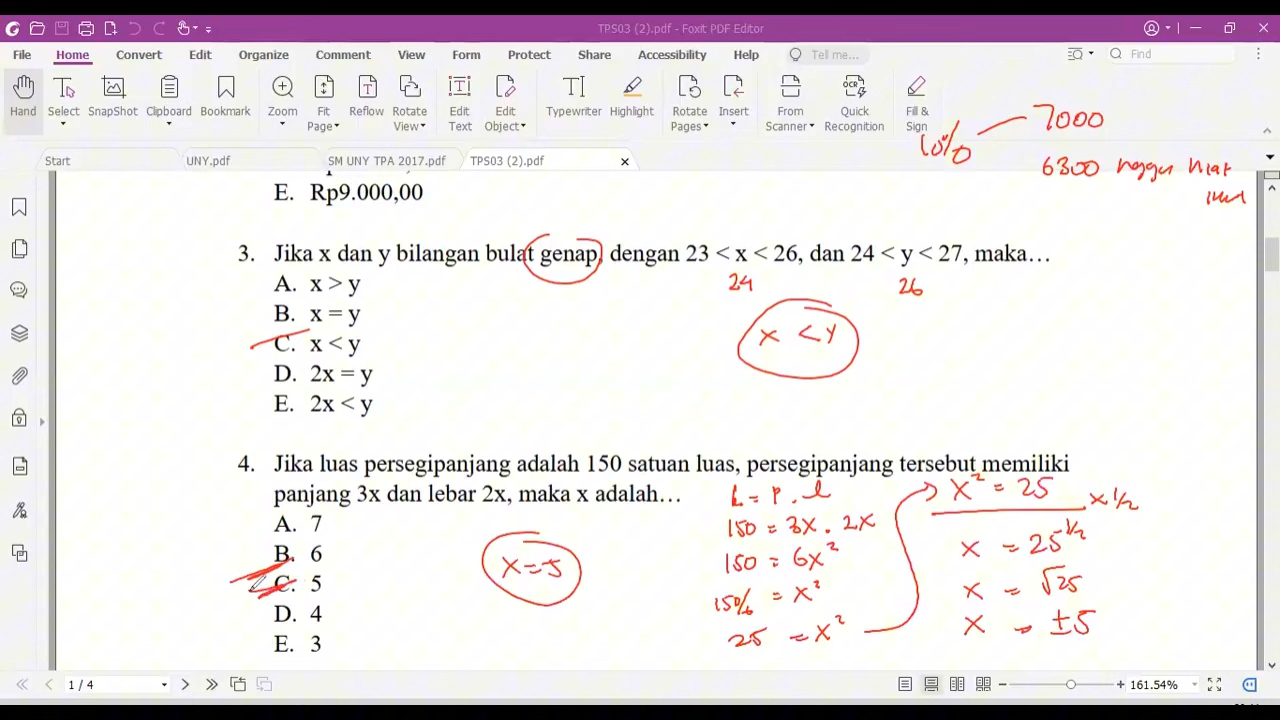 TPS03 (2).pdf - Foxit PDF Editor
File Home Convert Edit Organize Comment View Form Protect Share Accessibility Help Tell me... Find
Hand Select SnapShot Clipboard Bookmark Zoom Fit Page Reflow Rotate View Edit Text Edit Object Typewriter Highlight Rotate Pages Insert From Scanner Quick Recognition Fill & Sign
10% 7000
6300
Start UNY.pdf SM UNY TPA 2017.pdf TPS03 (2).pdf
E. Rp9.000,00
3. Jika x dan y bilangan bulat genap, dengan 23 < x < 26, dan 24 < y < 27, maka…
24 26
A. x > y
B. x = y
x < y
C. x < y
D. 2x = y
E. 2x < y
4. Jika luas persegipanjang adalah 150 satuan luas, persegipanjang tersebut memiliki
panjang 3x dan lebar 2x, maka x adalah…
A. 7
B. 6
C. 5
D. 4
E. 3
x = 5
L = P . l
150 = 3x . 2x
150 = 6x²
150/6 = x²
25 = x²
x² = 25
x 1/2
x = 25^1/2
x = √25
x = ±5
1 / 4
161.54%